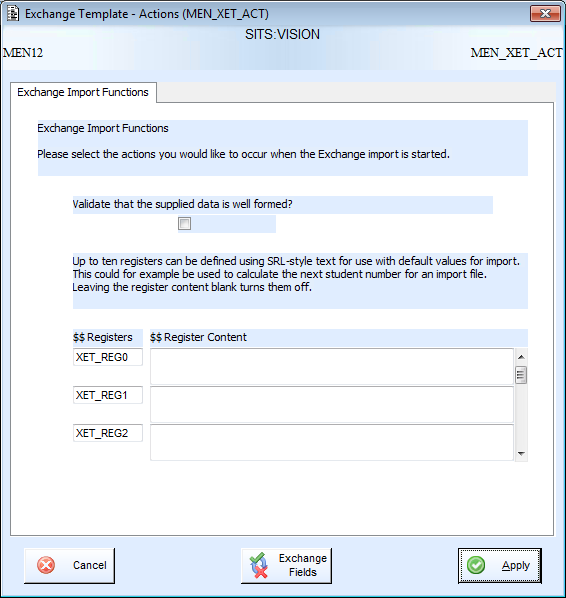 Exchange Template - Actions (MEN_XET_ACT)
SITS:VISION
MEN12
MEN_XET_ACT
Exchange Import Functions
Exchange Import Functions
Please select the actions you would like to occur when the Exchange import is started.
Validate that the supplied data is well formed?
Up to ten registers can be defined using SRL-style text for use with default values for import.
This could for example be used to calculate the next student number for an import file.
Leaving the register content blank turns them off.
$$ Registers $$ Register Content
XET_REG0
XET_REG1
XET_REG2
Cancel
Exchange
Fields
Apply